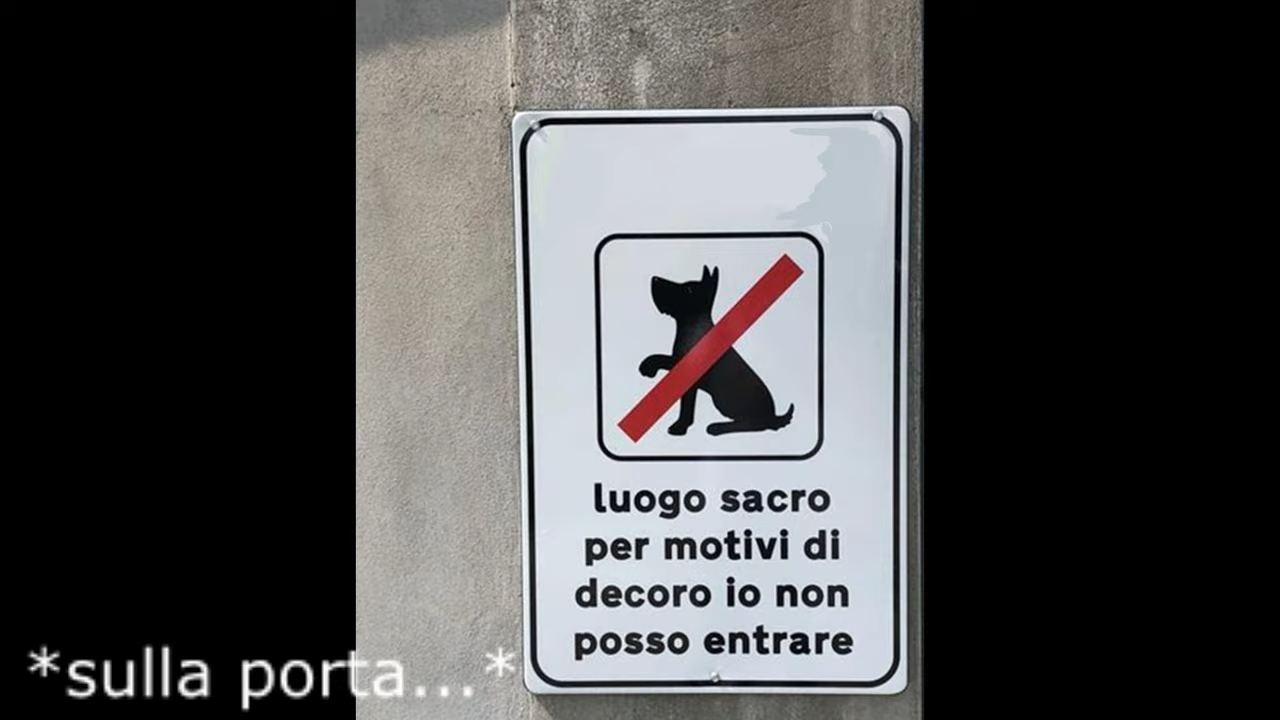 luogo sacro
per motivi di
decoro io non
posso entrare
*sulla porta...*